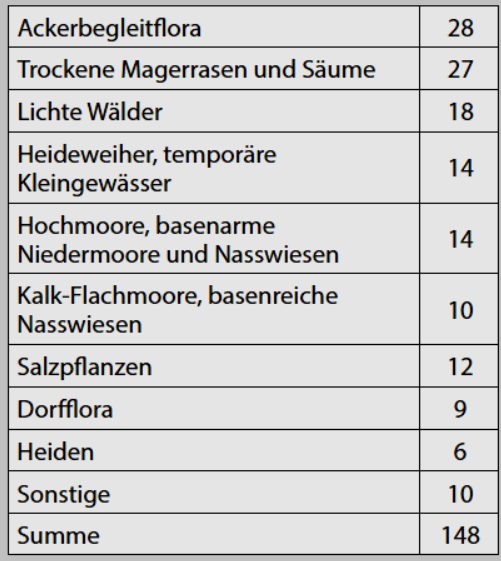 Ackerbegleitflora 28
Trockene Magerrasen und Säume 27
Lichte Wälder 18
Heideweiher, temporäre
Kleingewässer 14
Hochmoore, basenarme
Niedermoore und Nasswiesen 14
Kalk-Flachmoore, basenreiche
Nasswiesen 10
Salzpflanzen 12
Dorfflora 9
Heiden 6
Sonstige 10
Summe 148